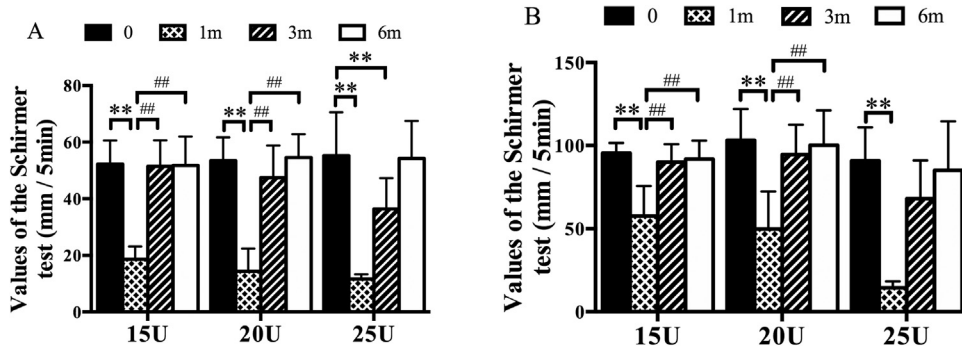 A
0 1m 3m 6m
Values of the Schirmer
test (mm / 5min)
80
60
40
20
0
** ## ##
** ## ##
** **
15U 20U 25U
B
0 1m 3m 6m
Values of the Schirmer
test (mm / 5min)
150
100
50
0
** ## ##
** ## ##
**
15U 20U 25U